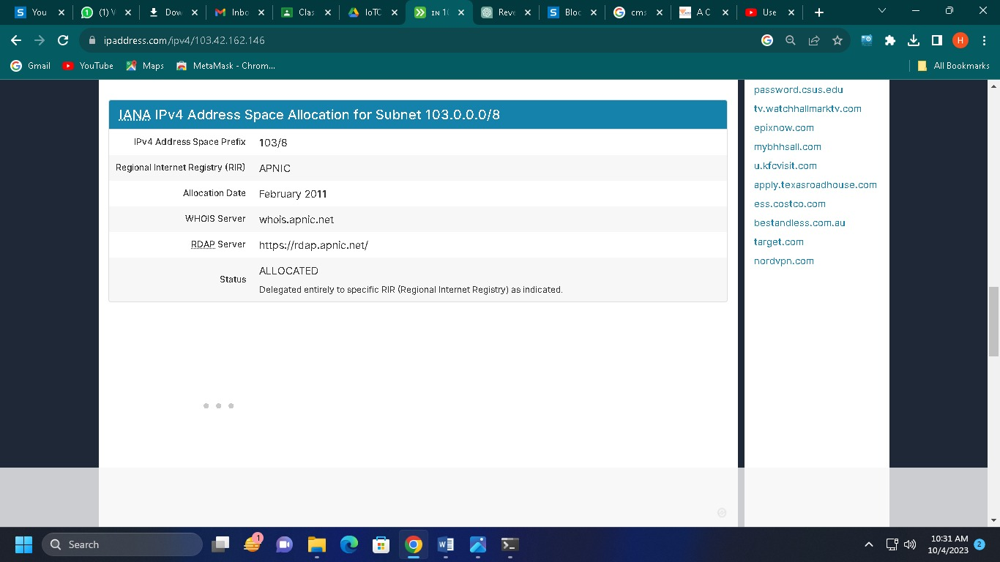 You
(1)
Dow
Inbo
Clas
IoTC
IN 1
Reve
Bloc
cms
A C
Use
ipaddress.com/ipv4/103.42.162.146
H
Gmail
YouTube
Maps
MetaMask - Chrom...
All Bookmarks
IANA IPv4 Address Space Allocation for Subnet 103.0.0.0/8
IPv4 Address Space Prefix 103/8
Regional Internet Registry (RIR) APNIC
Allocation Date February 2011
WHOIS Server whois.apnic.net
RDAP Server https://rdap.apnic.net/
Status ALLOCATED
Delegated entirely to specific RIR (Regional Internet Registry) as indicated.
password.csus.edu
tv.watchhallmarktv.com
epixnow.com
mybhhsall.com
u.kfcvisit.com
apply.texasroadhouse.com
ess.costco.com
bestandless.com.au
target.com
nordvpn.com
Search
1
10:31 AM
10/4/2023
2